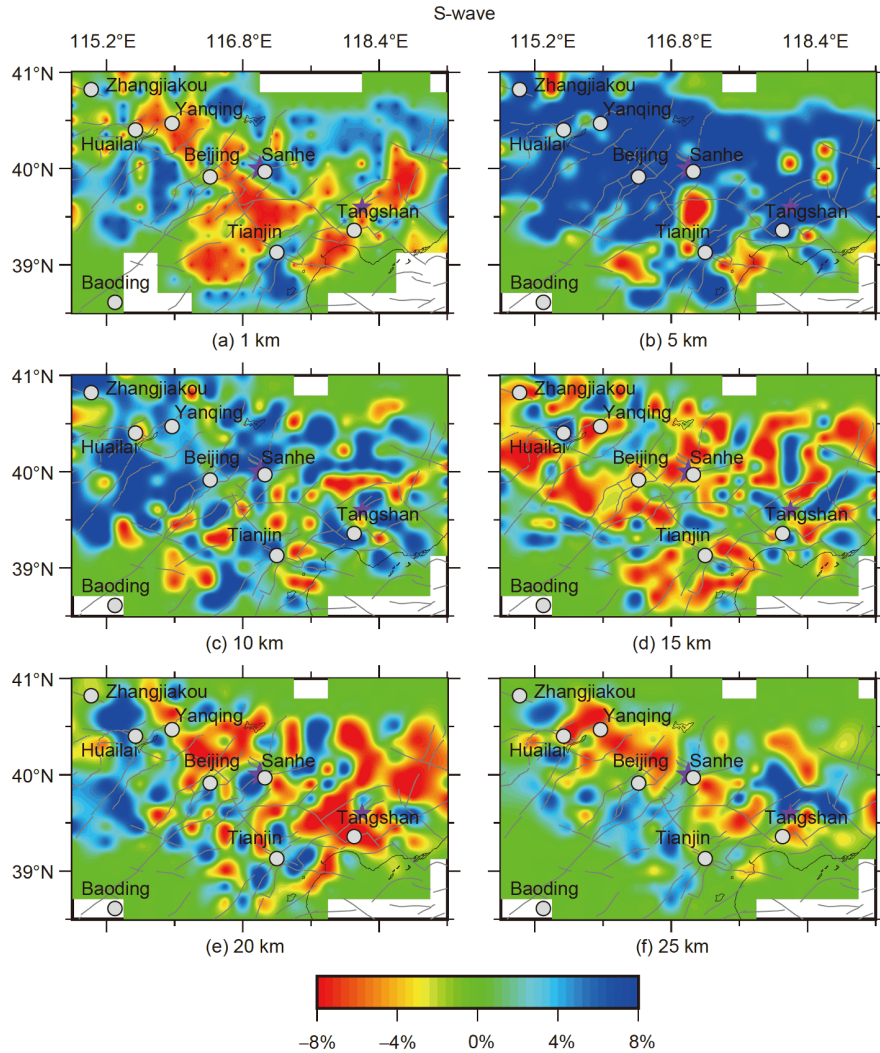 S-wave
115.2°E 116.8°E 118.4°E 115.2°E 116.8°E 118.4°E
41°N
Zhangjiakou Zhangjiakou
Yanqing Yanqing
Huailai Huailai
40°N
Beijing Sanhe Beijing Sanhe
Tangshan Tangshan
Tianjin Tianjin
39°N
Baoding Baoding
(a) 1 km (b) 5 km
41°N
Zhangjiakou Zhangjiakou
Yanqing Yanqing
Huailai Huailai
Beijing Sanhe Beijing Sanhe
40°N
Tangshan Tangshan
Tianjin Tianjin
39°N
Baoding Baoding
(c) 10 km (d) 15 km
41°N
Zhangjiakou Zhangjiakou
Yanqing Yanqing
Huailai Huailai
Beijing Sanhe Beijing Sanhe
40°N
Tangshan Tangshan
Tianjin Tianjin
39°N
Baoding Baoding
(e) 20 km (f) 25 km
−8% −4% 0% 4% 8%